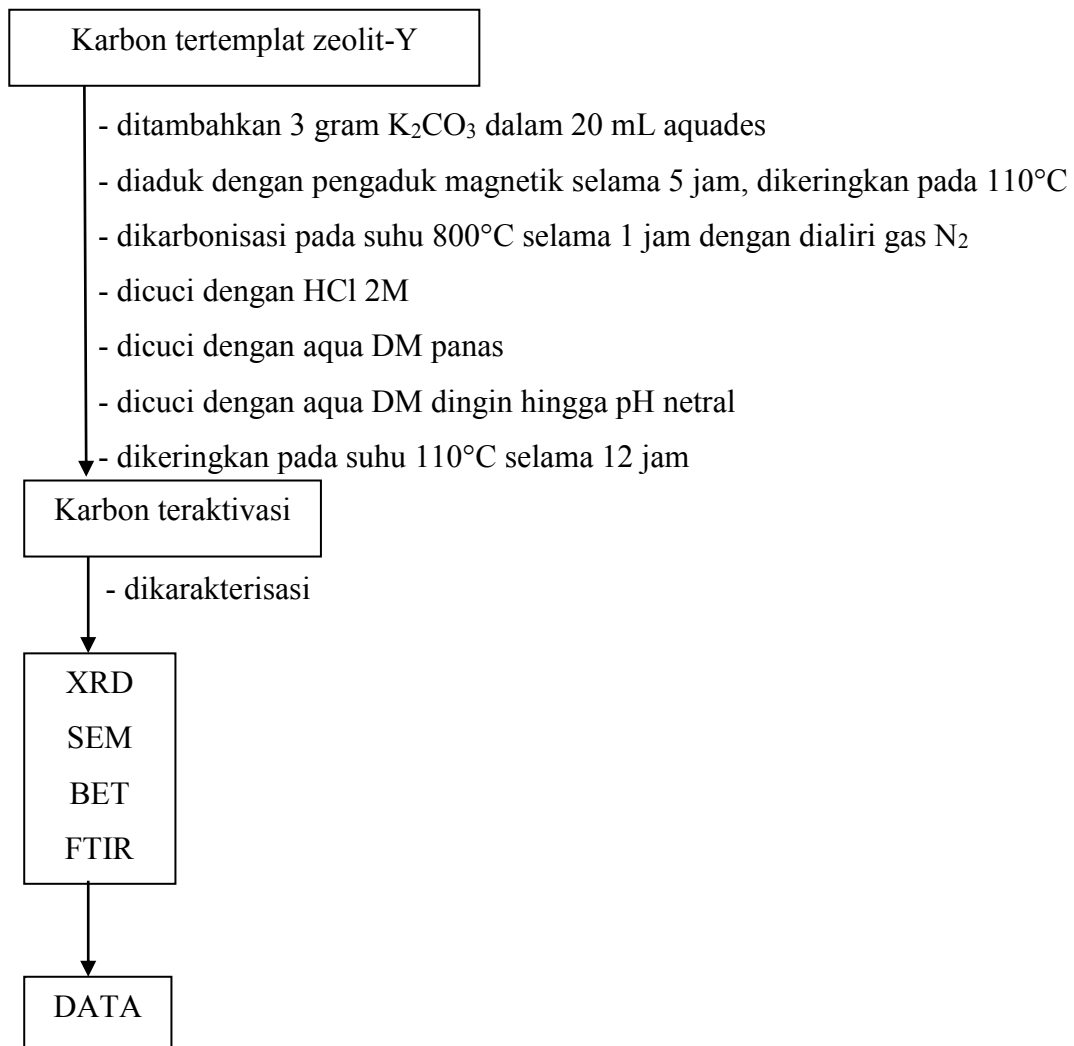 Karbon tertemplat zeolit-Y
- ditambahkan 3 gram K₂CO₃ dalam 20 mL aquades
- diaduk dengan pengaduk magnetik selama 5 jam, dikeringkan pada 110°C
- dikarbonisasi pada suhu 800°C selama 1 jam dengan dialiri gas N₂
- dicuci dengan HCl 2M
- dicuci dengan aqua DM panas
- dicuci dengan aqua DM dingin hingga pH netral
- dikeringkan pada suhu 110°C selama 12 jam
Karbon teraktivasi
- dikarakterisasi
XRD
SEM
BET
FTIR
DATA